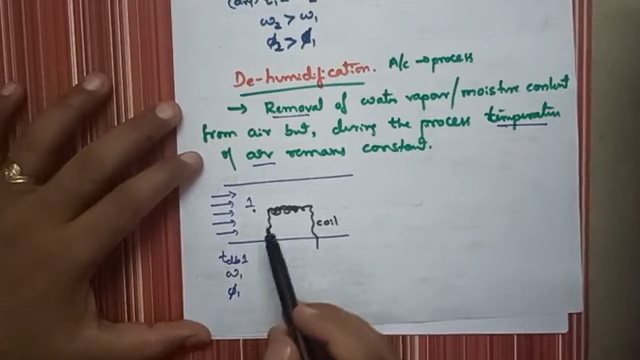 ω₂ > ω₁
ϕ₂ > ϕ₁
De-humidification. A/c → process
→ Removal of water vapour/moisture content
from air but, during the process temperature
of air remains constant.
1
coil
tdb1
ω₁
ϕ₁